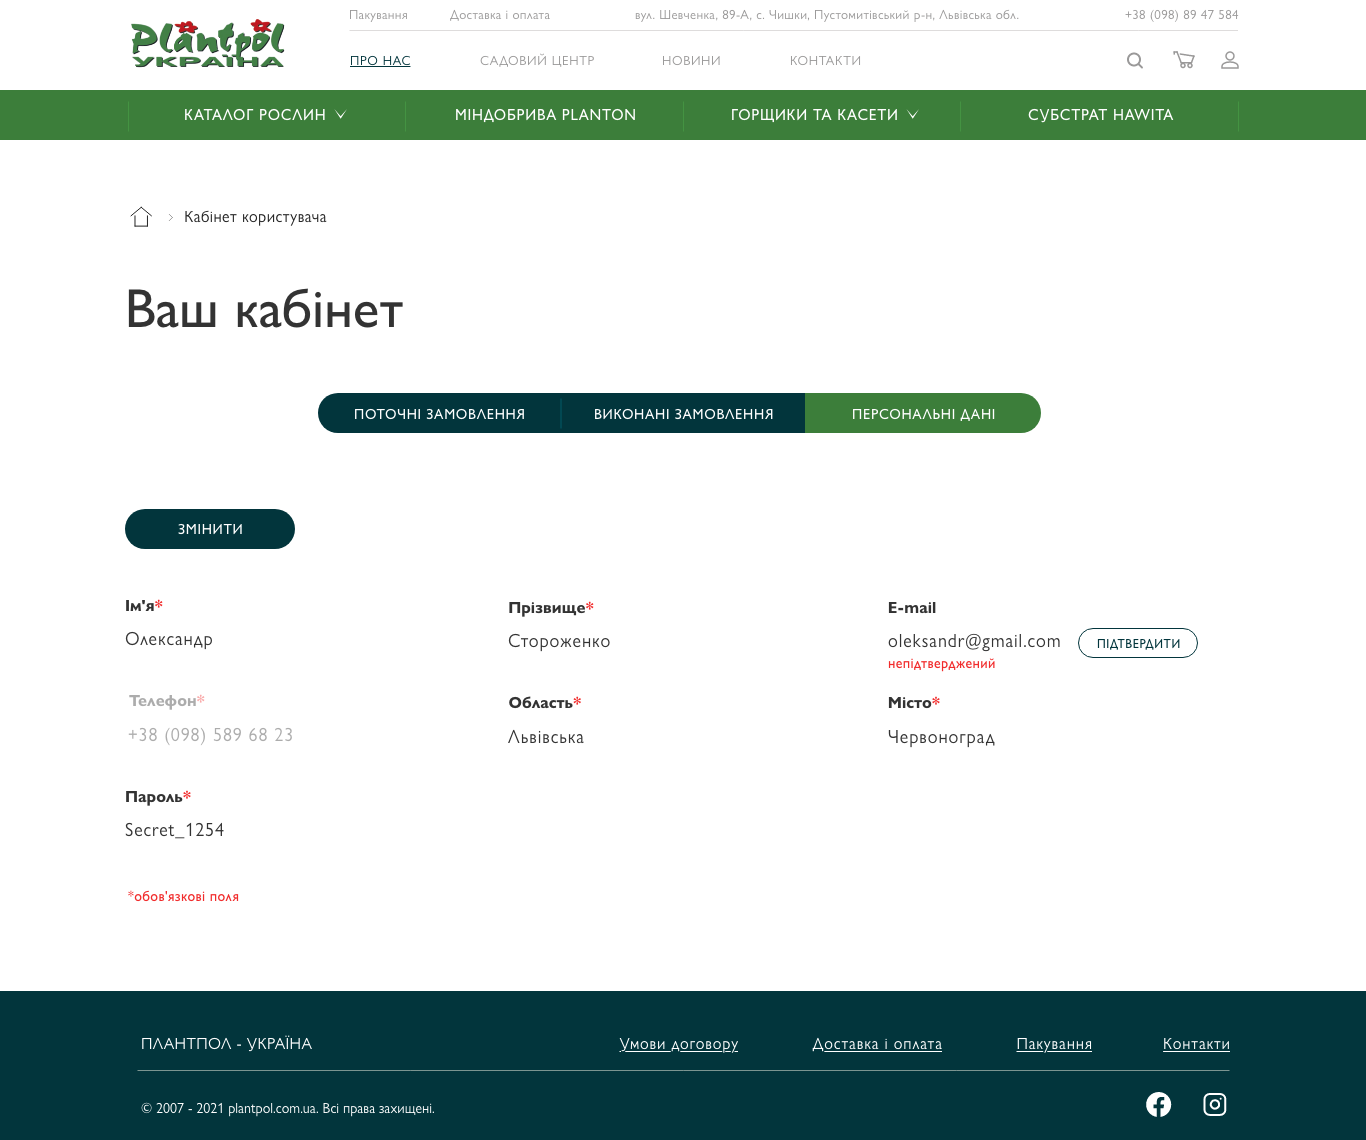 Plantpol
УКРАЇНА
Пакування Доставка і оплата вул. Шевченка, 89-А, с. Чишки, Пустомитівський р-н, Львівська обл. +38 (098) 89 47 584
ПРО НАС САДОВИЙ ЦЕНТР НОВИНИ КОНТАКТИ
КАТАЛОГ РОСЛИН МІНДОБРИВА PLANTON ГОРЩИКИ ТА КАСЕТИ СУБСТРАТ HAWITA
Кабінет користувача
Ваш кабінет
ПОТОЧНІ ЗАМОВЛЕННЯ ВИКОНАНІ ЗАМОВЛЕННЯ ПЕРСОНАЛЬНІ ДАНІ
ЗМІНИТИ
Ім'я* Прізвище* E-mail
Олександр Стороженко oleksandr@gmail.com ПІДТВЕРДИТИ
непідтверджений
Телефон* Область* Місто*
+38 (098) 589 68 23 Львівська Червоноград
Пароль*
Secret_1254
*обов'язкові поля
ПЛАНТПОЛ - УКРАЇНА Умови договору Доставка і оплата Пакування Контакти
© 2007 - 2021 plantpol.com.ua. Всі права захищені.